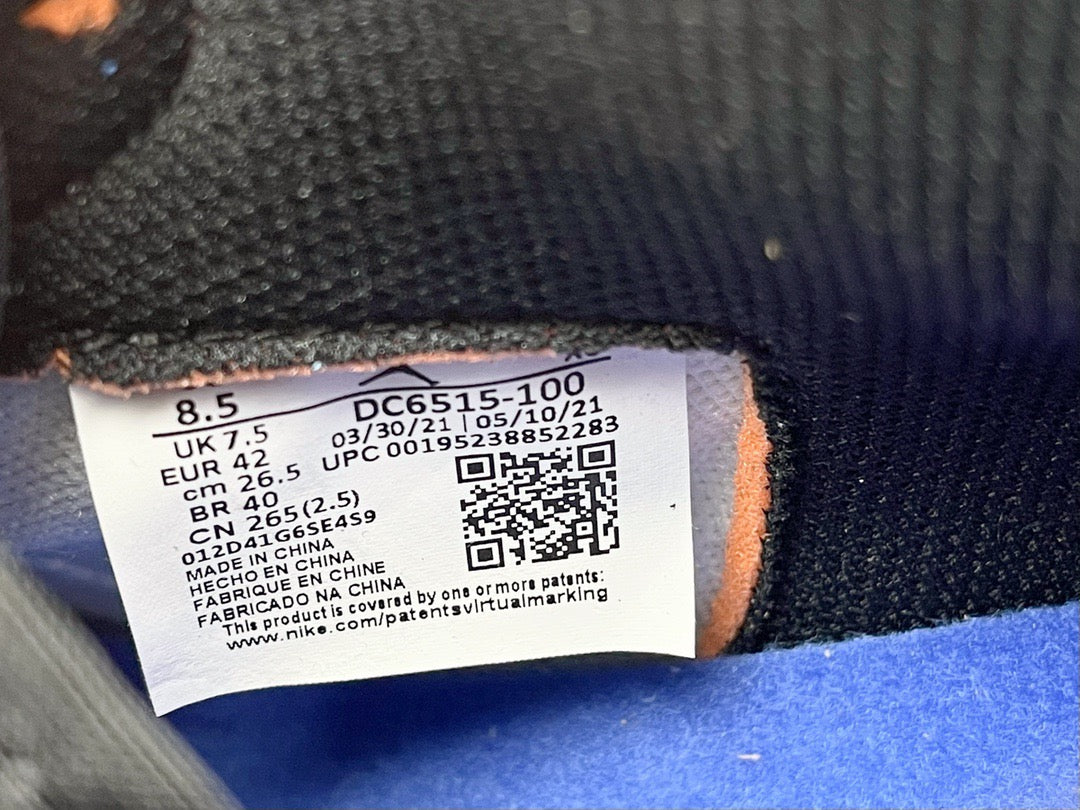 8.5
UK 7.5
EUR 42
cm 26.5
BR 40
CN 265 (2.5)
012D41G6SE4S9
DC6515-100
03/30/21 | 05/10/21
UPC 00195238852283
MADE IN CHINA
HECHO EN CHINA
FABRIQUE EN CHINE
FABRICADO NA CHINA
This product is covered by one or more patents:
www.nike.com/patentsvirtualmarking